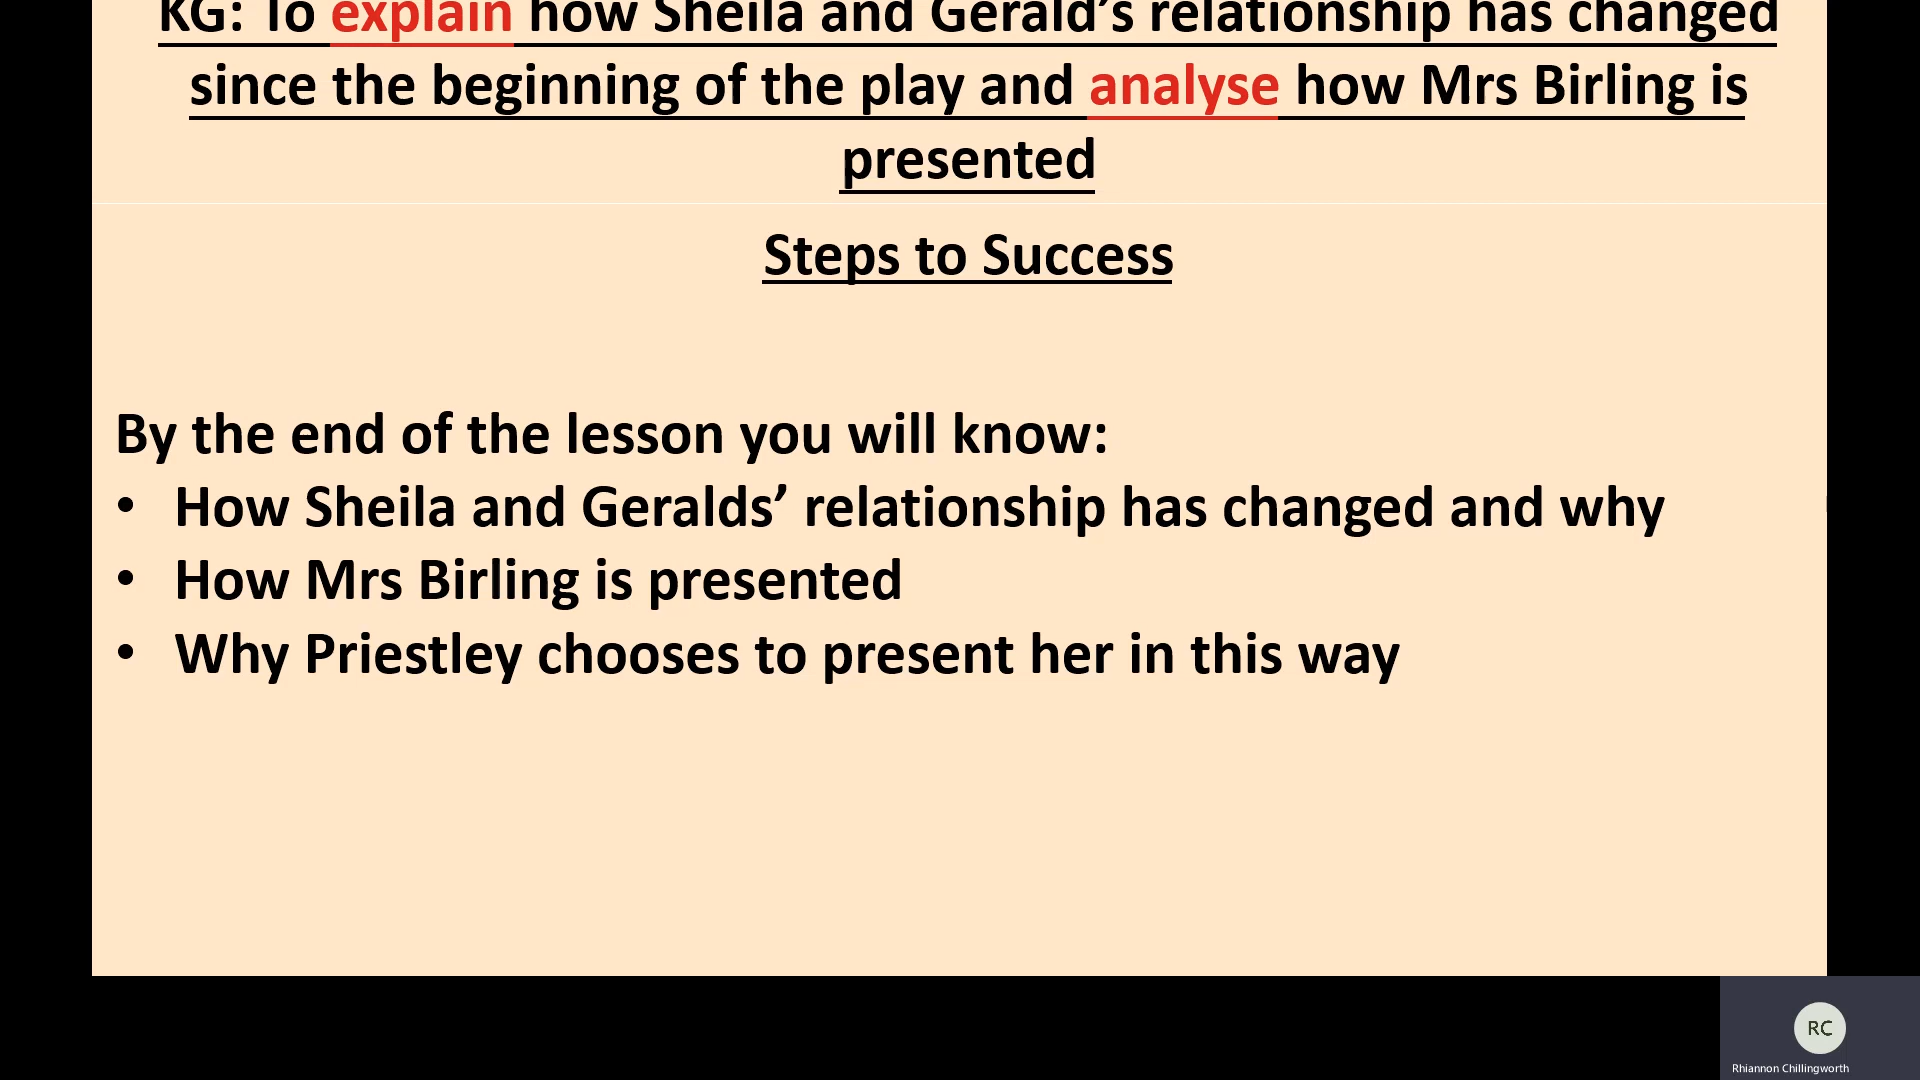 KG: To explain how Sheila and Gerald’s relationship has changed
since the beginning of the play and analyse how Mrs Birling is
presented
Steps to Success
By the end of the lesson you will know:
• How Sheila and Geralds’ relationship has changed and why
• How Mrs Birling is presented
• Why Priestley chooses to present her in this way
RC
Rhiannon Chillingworth